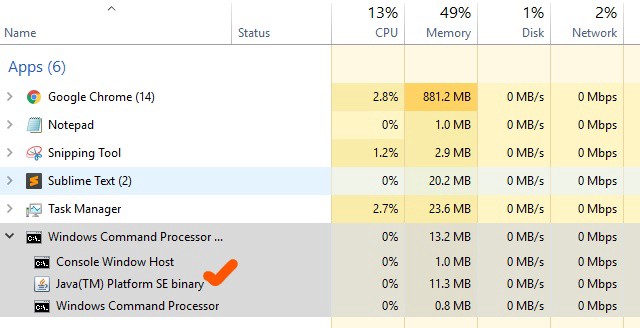 13% 49% 1% 2%
Name Status CPU Memory Disk Network
Apps (6)
Google Chrome (14) 2.8% 881.2 MB 0 MB/s 0 Mbps
Notepad 0% 1.0 MB 0 MB/s 0 Mbps
Snipping Tool 1.2% 2.9 MB 0 MB/s 0 Mbps
Sublime Text (2) 0% 20.2 MB 0 MB/s 0 Mbps
Task Manager 2.7% 23.6 MB 0 MB/s 0 Mbps
Windows Command Processor ... 0% 13.2 MB 0 MB/s 0 Mbps
Console Window Host 0% 1.0 MB 0 MB/s 0 Mbps
Java(TM) Platform SE binary 0% 11.3 MB 0 MB/s 0 Mbps
Windows Command Processor 0% 0.8 MB 0 MB/s 0 Mbps